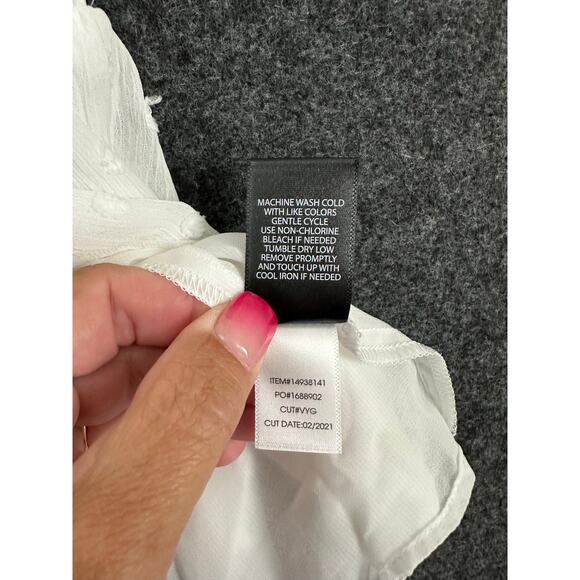 MACHINE WASH COLD
WITH LIKE COLORS
GENTLE CYCLE
USE NON-CHLORINE
BLEACH IF NEEDED
TUMBLE DRY LOW
REMOVE PROMPTLY
AND TOUCH UP WITH
COOL IRON IF NEEDED
ITEM#14938141
PO#1688902
CUT#VYG
CUT DATE:02/2021